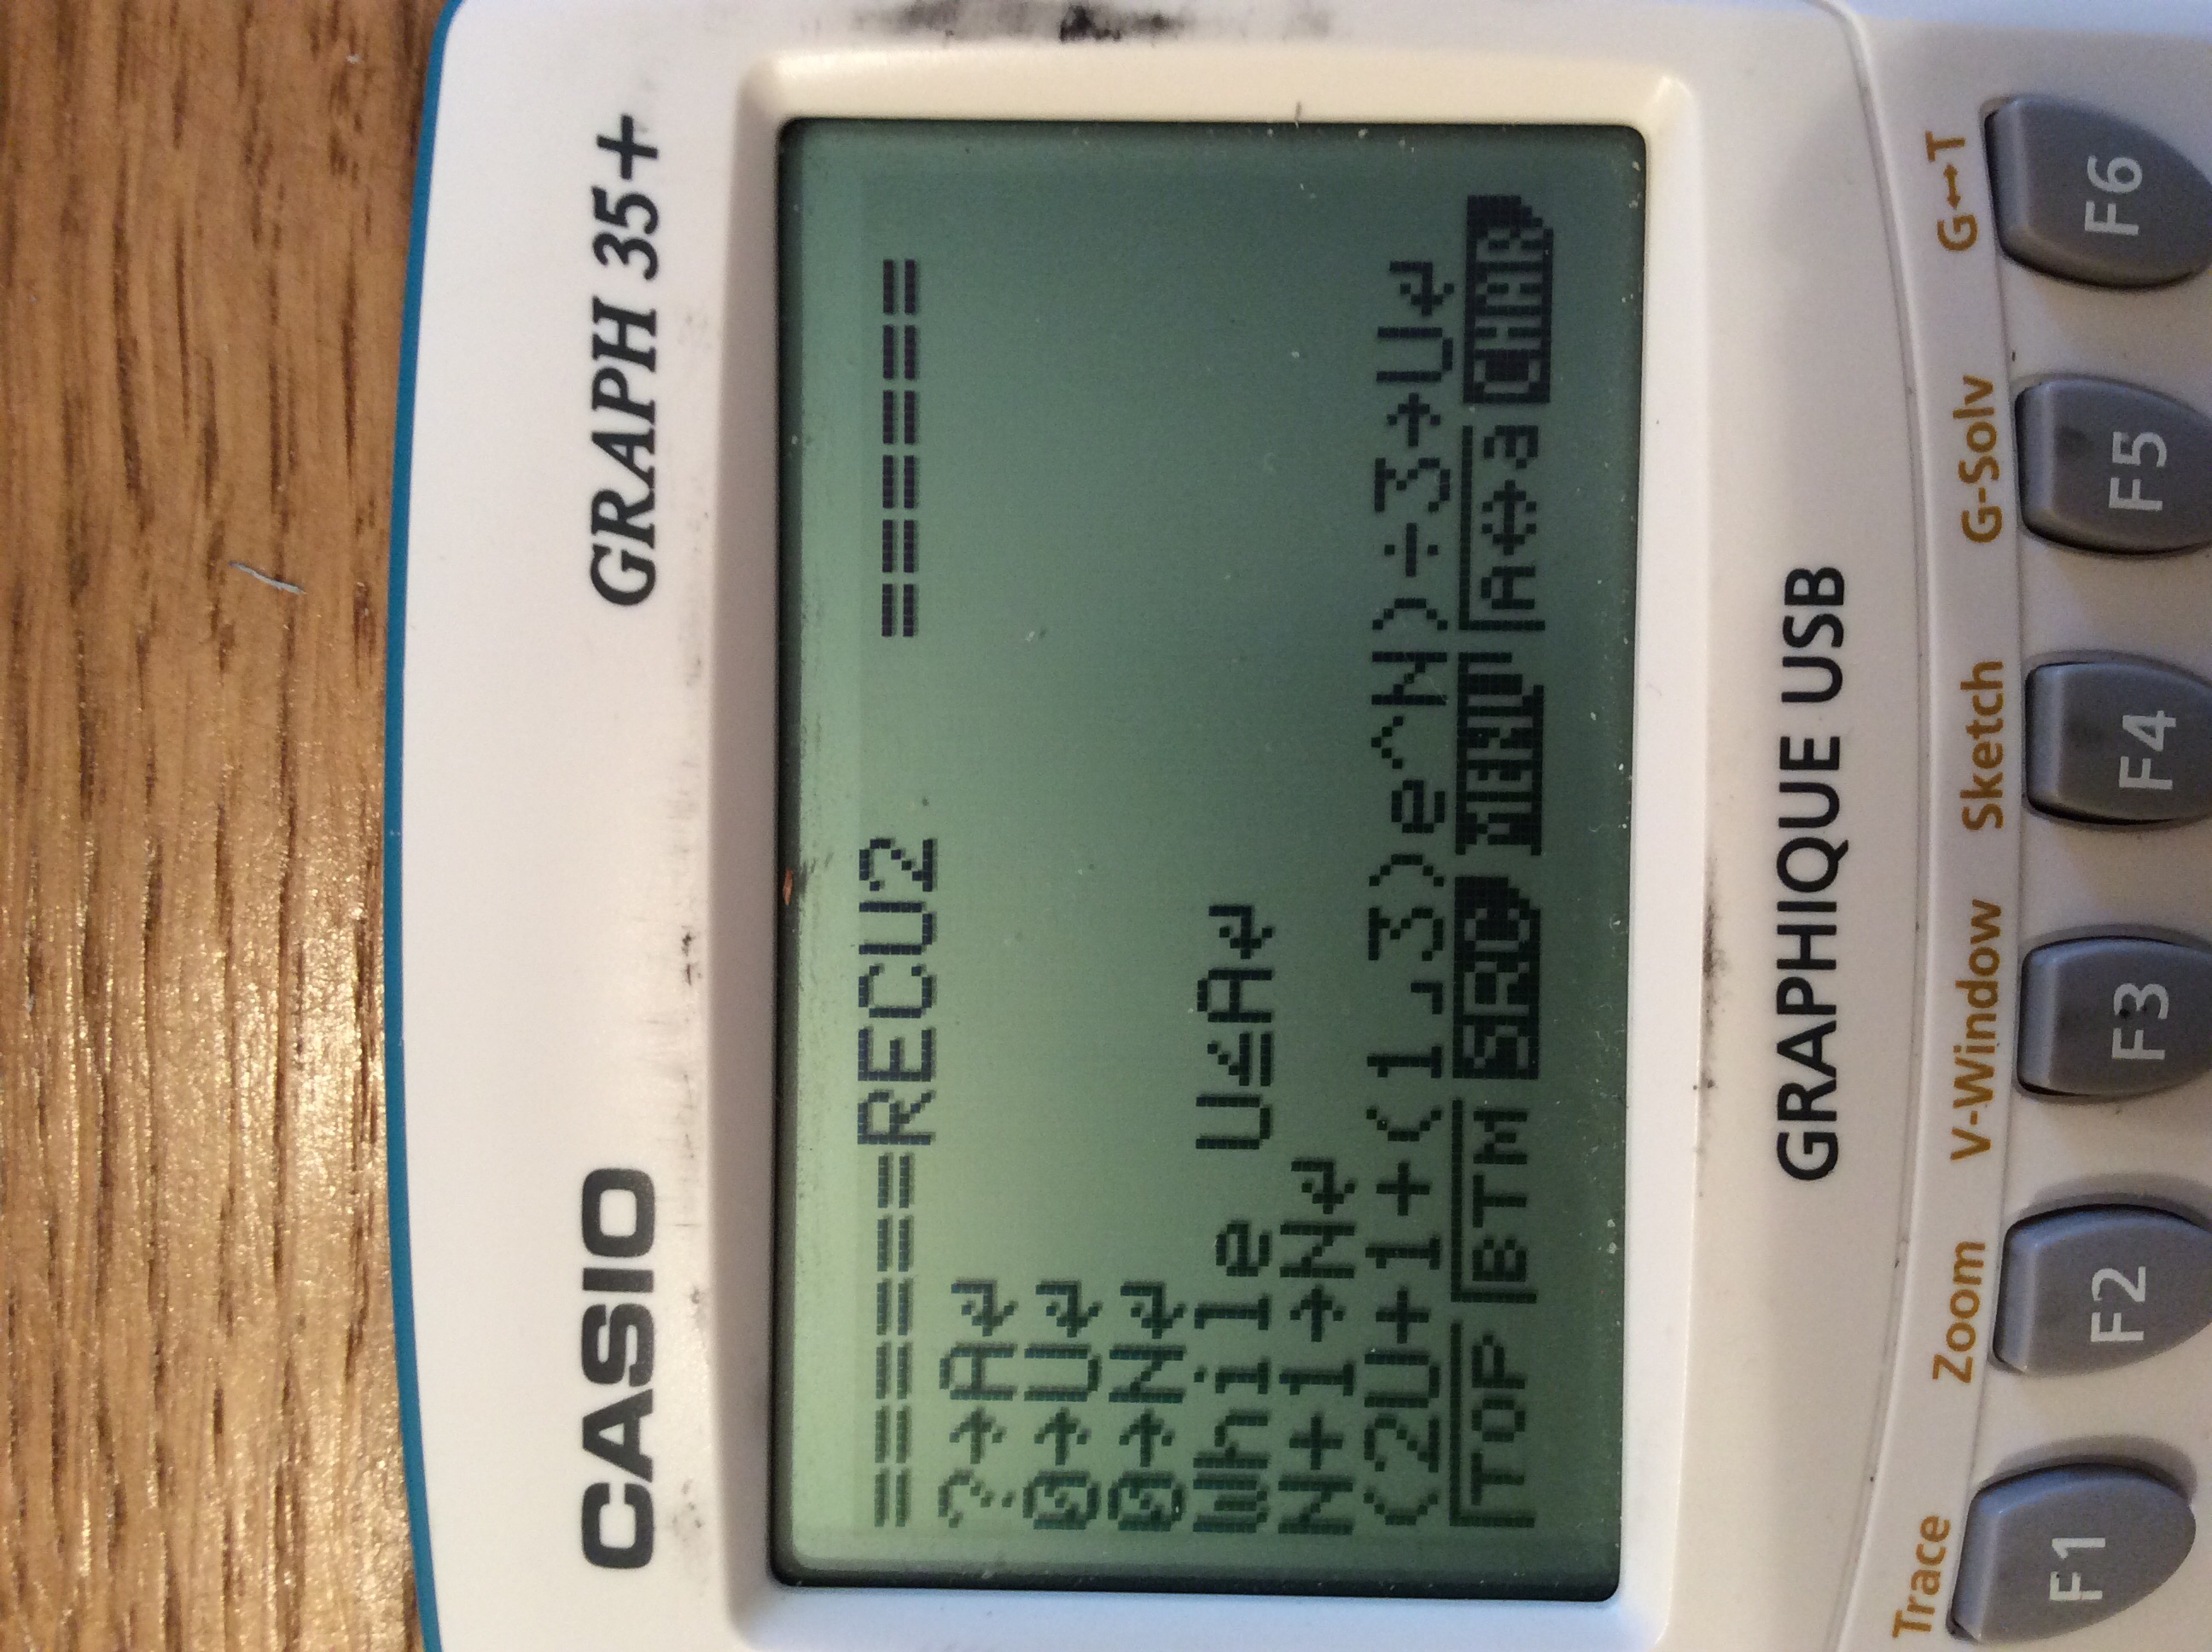 CASIO GRAPH 35+
======RECU2 ======
?→A↵
0→U↵
0→N↵
While U≤A↵
N+1→N↵
(2U+1+(1⌟3)e^N)÷3→U↵
TOP BTM SRC MENU A↔a CHAR
GRAPHIQUE USB
Trace Zoom V-Window Sketch G-Solv G↔T
F1 F2 F3 F4 F5 F6